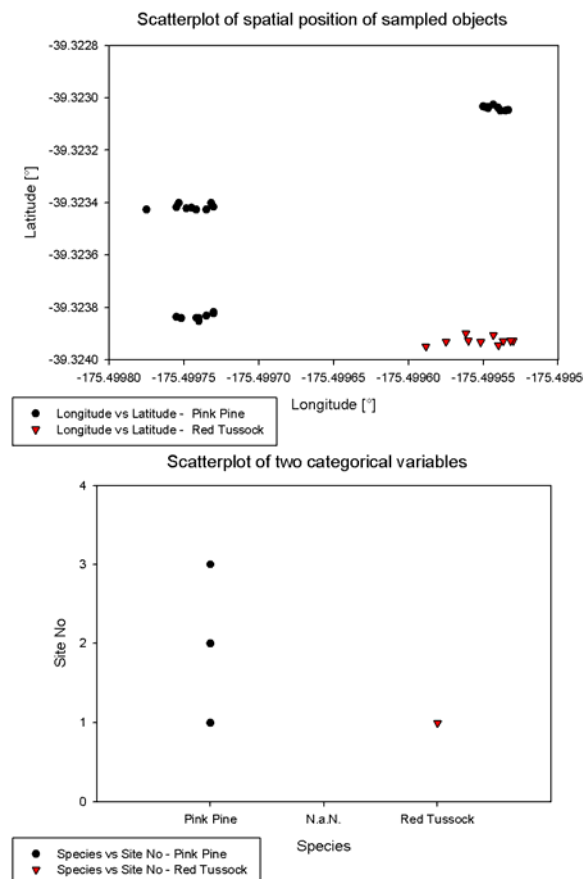 Scatterplot of spatial position of sampled objects
-39.3228
-39.3230
-39.3232
-39.3234
-39.3236
-39.3238
-39.3240
Latitude [°]
-175.49980 -175.49975 -175.49970 -175.49965 -175.49960 -175.49955 -175.4995
Longitude [°]
Longitude vs Latitude - Pink Pine
Longitude vs Latitude - Red Tussock
Scatterplot of two categorical variables
4
3
2
1
0
Site No
Pink Pine N.a.N. Red Tussock
Species
Species vs Site No - Pink Pine
Species vs Site No - Red Tussock